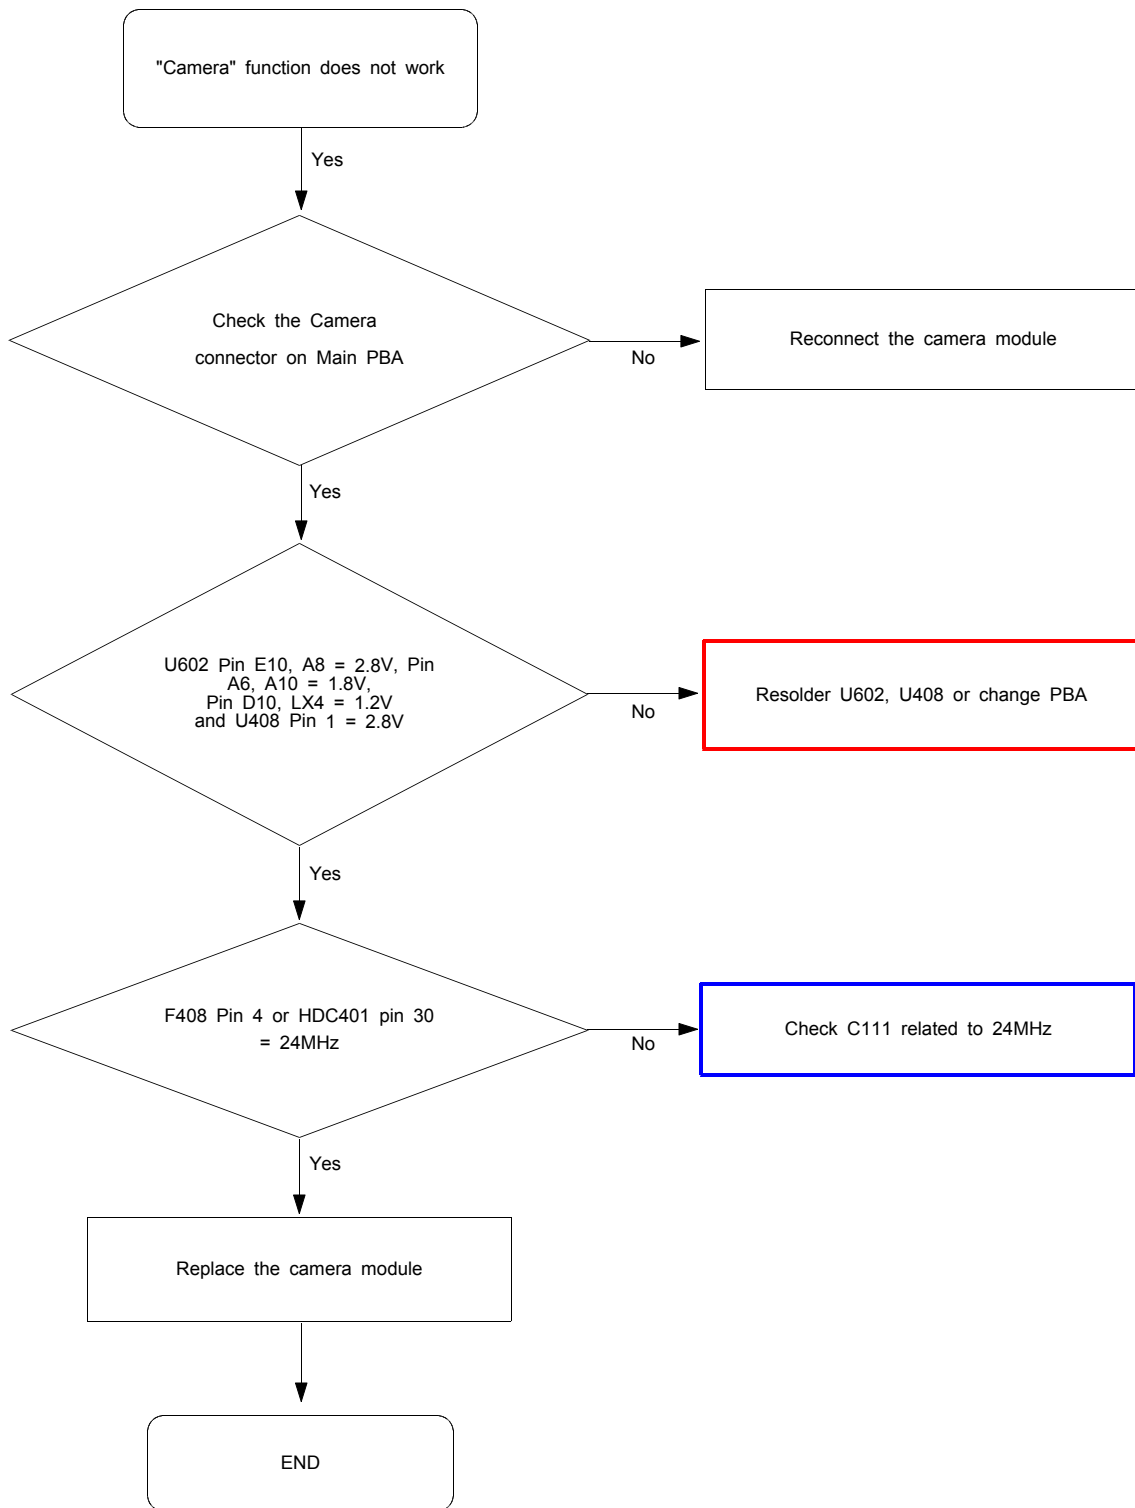 "Camera" function does not work
Yes
Check the Camera
connector on Main PBA
No
Reconnect the camera module
Yes
U602 Pin E10, A8 = 2.8V, Pin
A6, A10 = 1.8V,
Pin D10, LX4 = 1.2V
and U408 Pin 1 = 2.8V
No
Resolder U602, U408 or change PBA
Yes
F408 Pin 4 or HDC401 pin 30
= 24MHz
No
Check C111 related to 24MHz
Yes
Replace the camera module
END